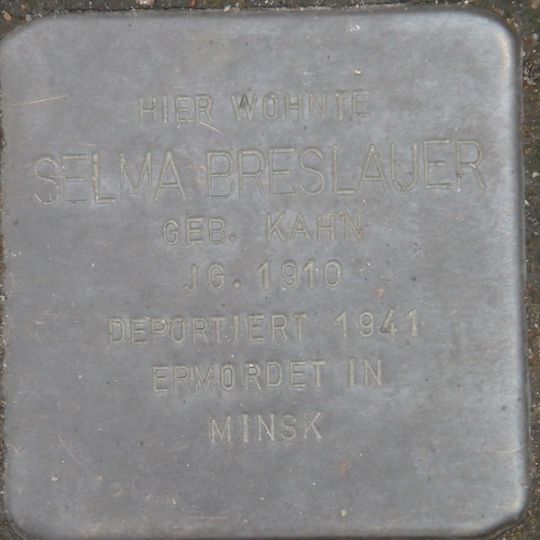 HIER WOHNTE
SELMA BRESLAUER
GEB. KAHN
JG. 1910
DEPORTIERT 1941
ERMORDET IN
MINSK